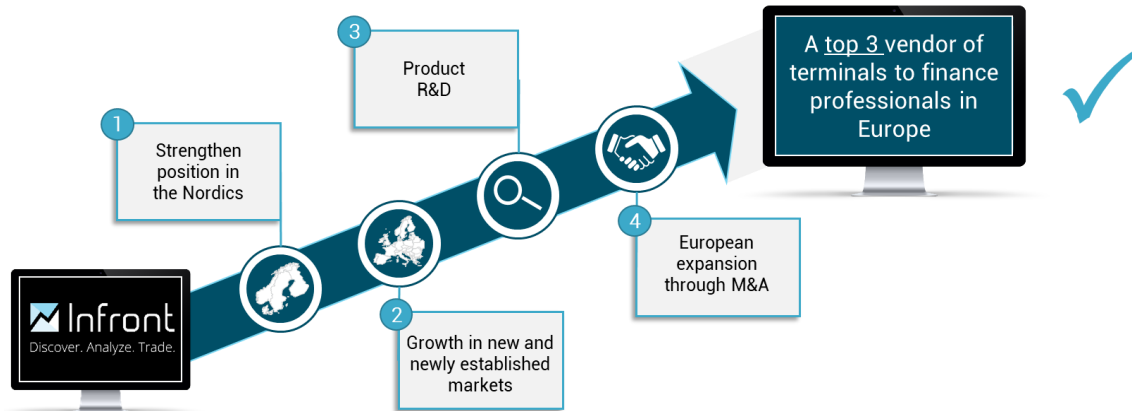 Infront
Discover. Analyze. Trade.
1
Strengthen
position in
the Nordics
2
Growth in new and
newly established
markets
3
Product
R&D
4
European
expansion
through M&A
A top 3 vendor of
terminals to finance
professionals in
Europe